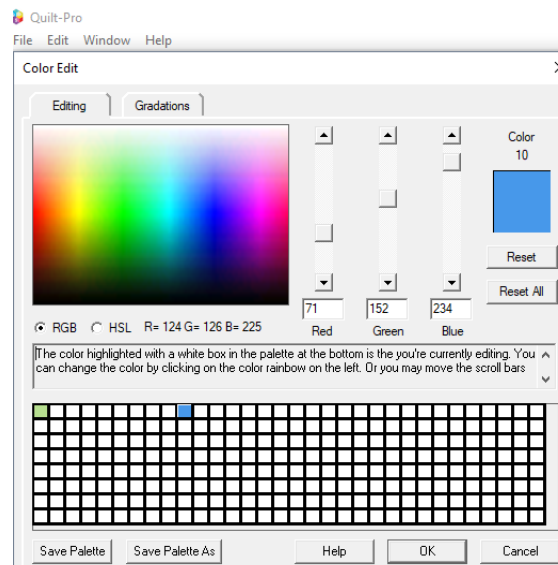 Quilt-Pro
File Edit Window Help
Color Edit
Editing Gradations
Color
10
Reset
Reset All
71 152 234
RGB HSL R= 124 G= 126 B= 225 Red Green Blue
The color highlighted with a white box in the palette at the bottom is the you're currently editing. You
can change the color by clicking on the color rainbow on the left. Or you may move the scroll bars
Save Palette Save Palette As Help OK Cancel